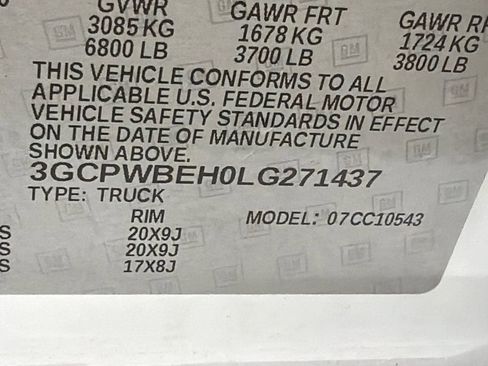 GVWR GAWR FRT GAWR
3085 KG 1678 KG 1724 KG
6800 LB 3700 LB 3800 LB
THIS VEHICLE CONFORMS TO ALL
APPLICABLE U.S. FEDERAL MOTOR
VEHICLE SAFETY STANDARDS IN EFFECT
ON THE DATE OF MANUFACTURE
SHOWN ABOVE.
3GCPWBEH0LG271437
TYPE: TRUCK
RIM MODEL: 07CC10543
S 20X9J
S 20X9J
S 17X8J